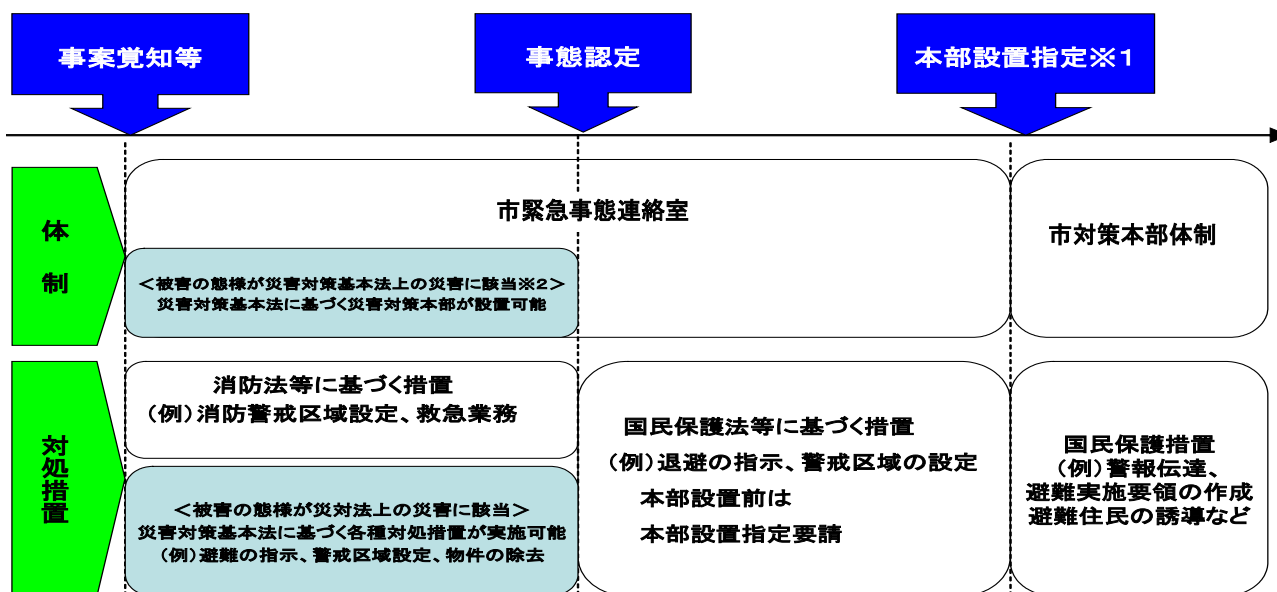 事案覚知等
事態認定
本部設置指定※１
体制
市緊急事態連絡室
＜被害の態様が災害対策基本法上の災害に該当※２＞
災害対策基本法に基づく災害対策本部が設置可能
市対策本部体制
対処措置
消防法等に基づく措置
（例）消防警戒区域設定、救急業務
＜被害の態様が災対法上の災害に該当＞
災害対策基本法に基づく各種対処措置が実施可能
（例）避難の指示、警戒区域設定、物件の除去
国民保護法等に基づく措置
（例）退避の指示、警戒区域の設定
本部設置前は
本部設置指定要請
国民保護措置
（例）警報伝達、
避難実施要領の作成
避難住民の誘導など